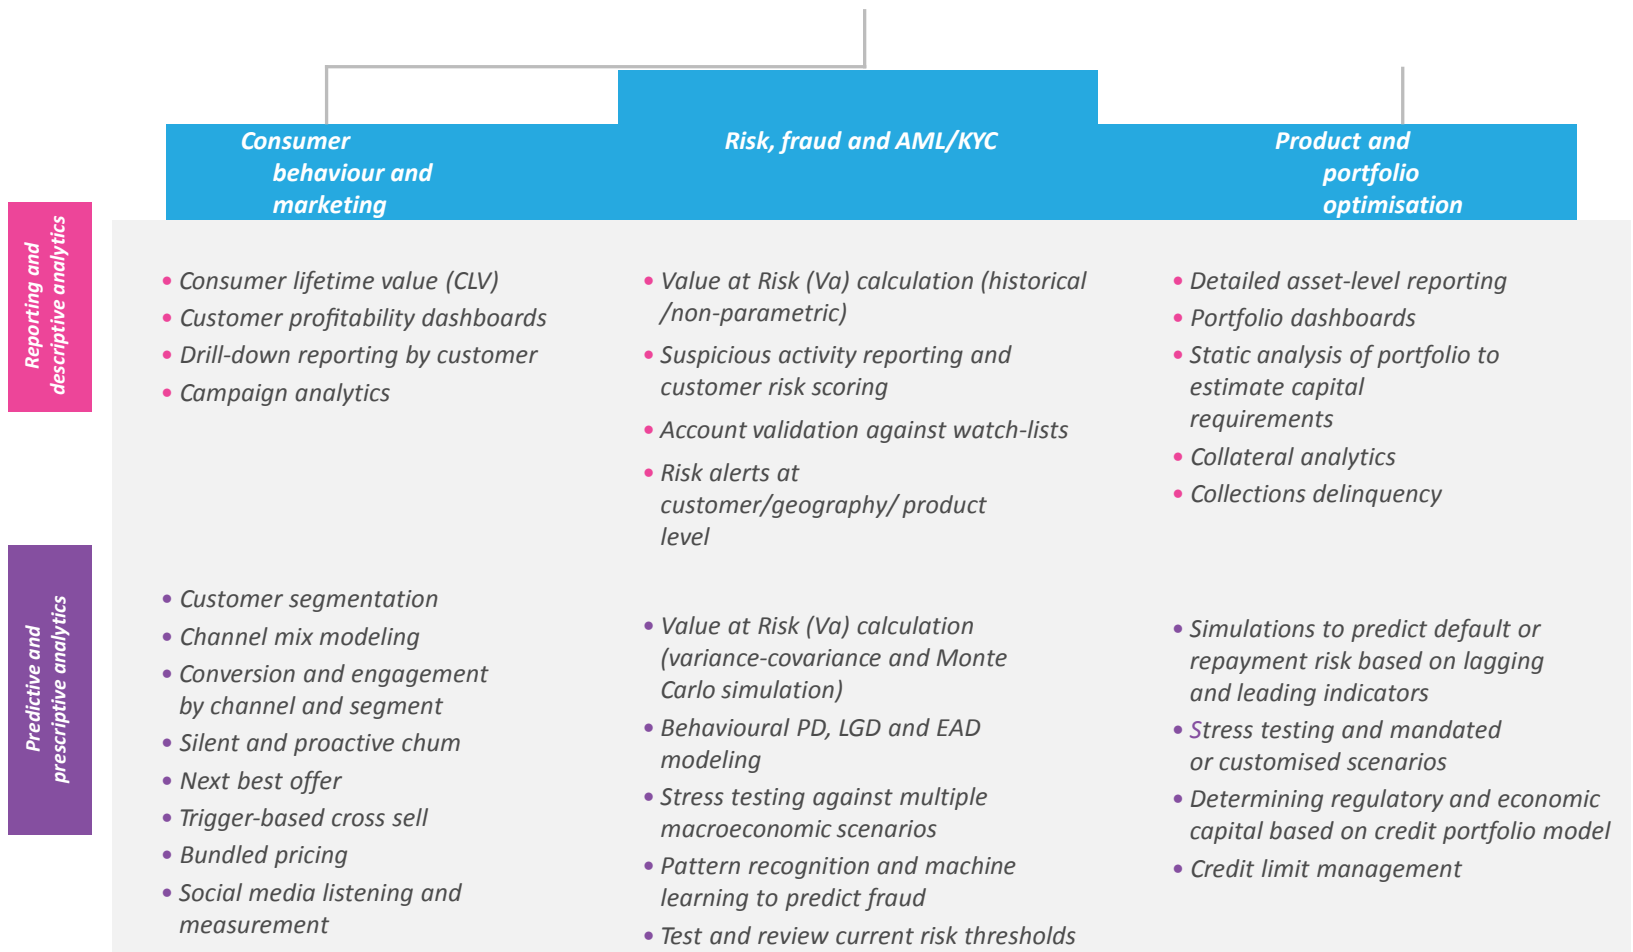 Consumer
behaviour and
marketing
Risk, fraud and AML/KYC
Product and
portfolio
optimisation
Reporting and
descriptive analytics
• Consumer lifetime value (CLV)
• Customer profitability dashboards
• Drill-down reporting by customer
• Campaign analytics
• Value at Risk (Va) calculation (historical
/non-parametric)
• Suspicious activity reporting and
customer risk scoring
• Account validation against watch-lists
• Risk alerts at
customer/geography/ product
level
• Detailed asset-level reporting
• Portfolio dashboards
• Static analysis of portfolio to
estimate capital
requirements
• Collateral analytics
• Collections delinquency
Predictive and
prescriptive analytics
• Customer segmentation
• Channel mix modeling
• Conversion and engagement
by channel and segment
• Silent and proactive chum
• Next best offer
• Trigger-based cross sell
• Bundled pricing
• Social media listening and
measurement
• Value at Risk (Va) calculation
(variance-covariance and Monte
Carlo simulation)
• Behavioural PD, LGD and EAD
modeling
• Stress testing against multiple
macroeconomic scenarios
• Pattern recognition and machine
learning to predict fraud
• Test and review current risk thresholds
• Simulations to predict default or
repayment risk based on lagging
and leading indicators
• Stress testing and mandated
or customised scenarios
• Determining regulatory and economic
capital based on credit portfolio model
• Credit limit management